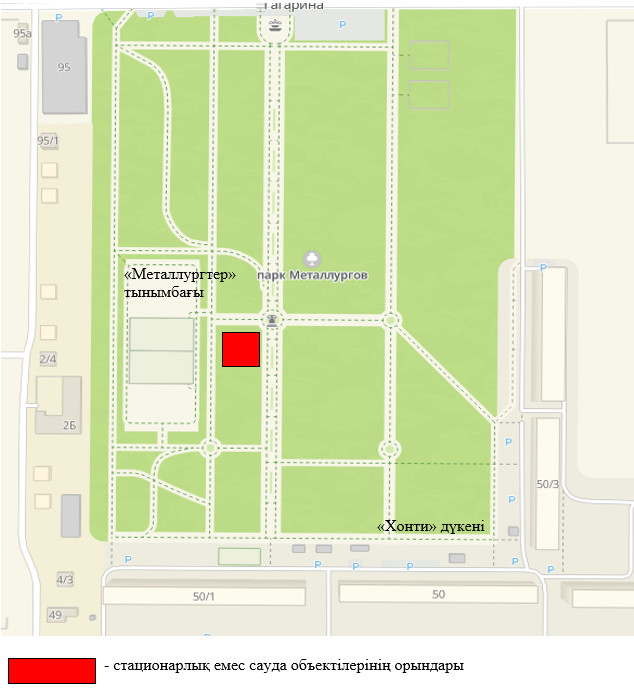 Гагарина
P
P
95а
95
95/1
«Металлургтер»
тынымбағы
парк Металлургов
P
2/4
2Б
P
50/3
P
«Хонти» дүкені
P
P
P
P
P
P
4/3
50/1
50
49
P
- стационарлық емес сауда объектілерінің орындары